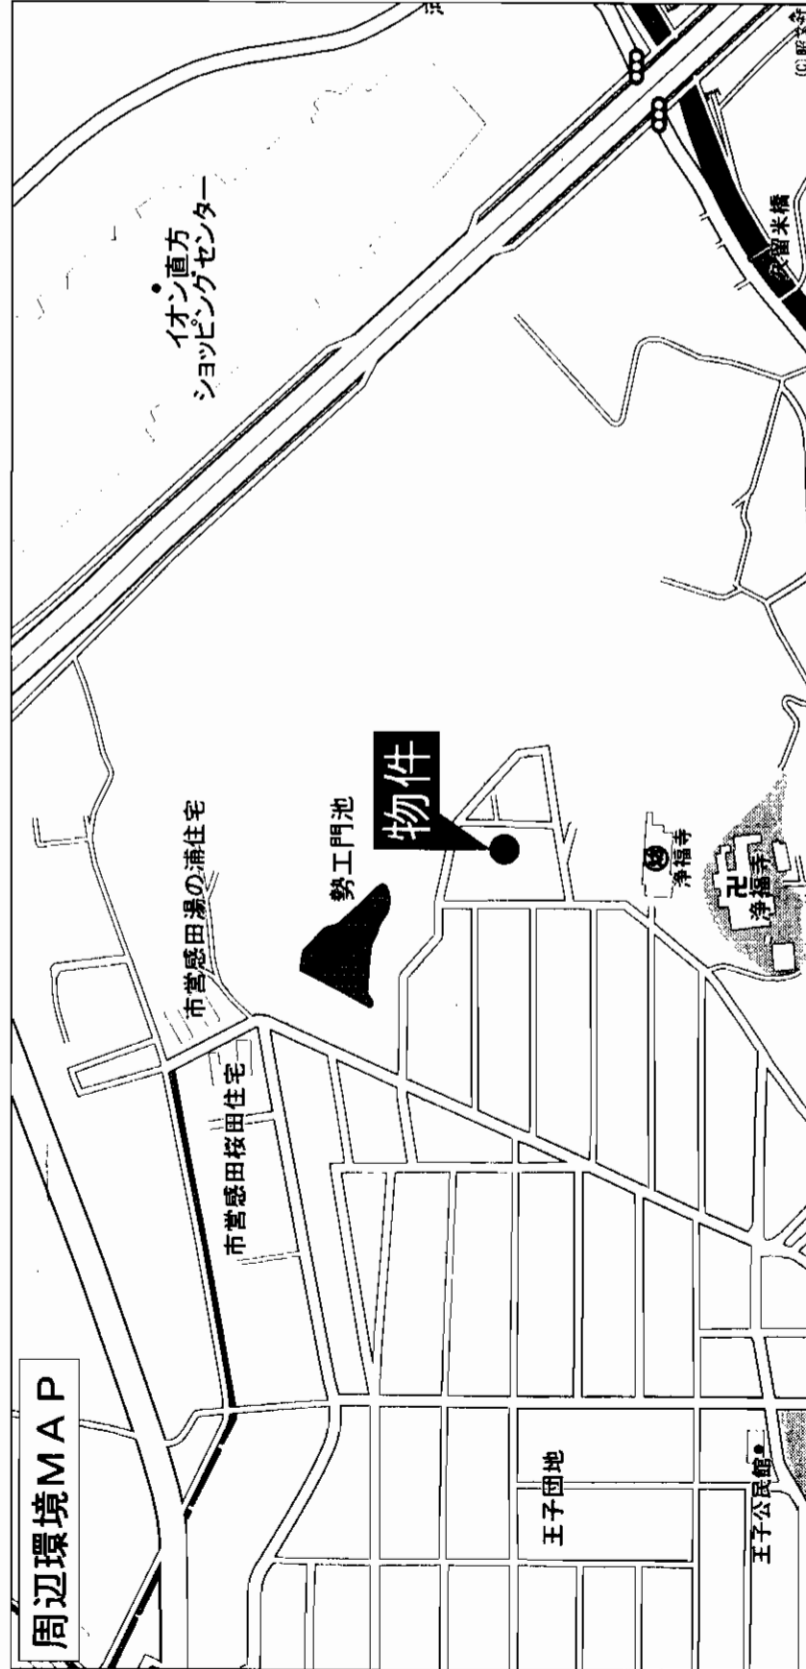 周辺環境MAP
イオン直方
ショッピングセンター
市営感田湯の浦住宅
市営感田桜田住宅
勢工門池
物件
浄福寺
卍
浄福寺
王子団地
王子公民館
留米橋